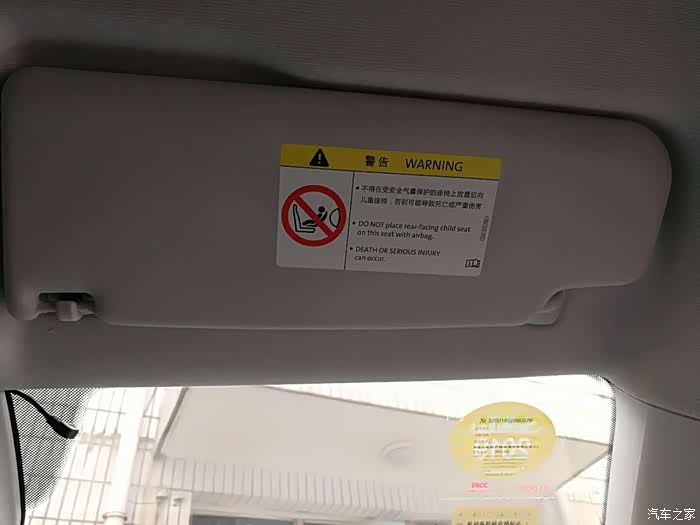 警告 WARNING
• 不得在受安全气囊保护的座椅上放置后向
儿童座椅，否则可能导致死亡或严重伤害
• DO NOT place rear-facing child seat
on this seat with airbag.
• DEATH OR SERIOUS INJURY
can occur.
PICC
汽车之家